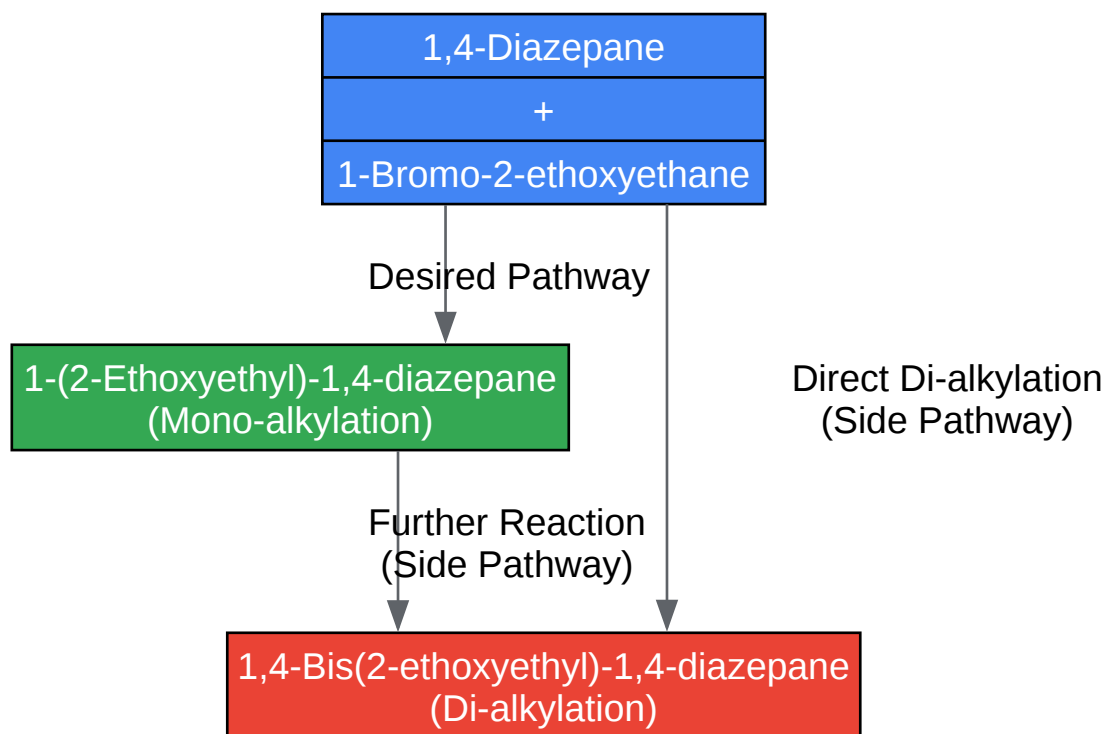 1,4-Diazepane
+
1-Bromo-2-ethoxyethane
Desired Pathway
1-(2-Ethoxyethyl)-1,4-diazepane
(Mono-alkylation)
Direct Di-alkylation
(Side Pathway)
Further Reaction
(Side Pathway)
1,4-Bis(2-ethoxyethyl)-1,4-diazepane
(Di-alkylation)